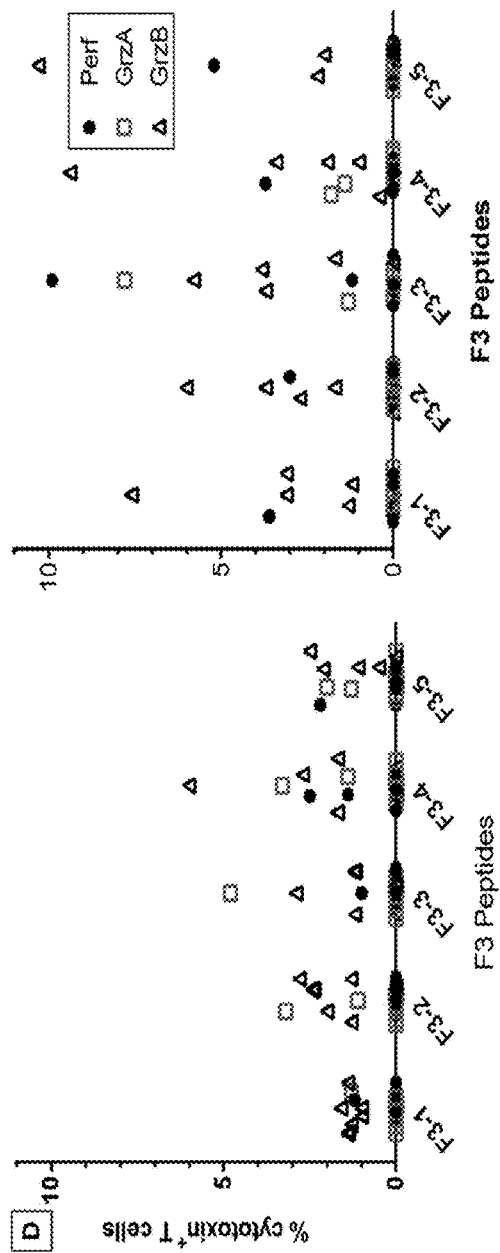 D
% cytotoxin+ T cells
10
5
0
F3-1
F3-2
F3-3
F3-4
F3-5
F3 Peptides
10
5
0
F3-1
F3-2
F3-3
F3-4
F3-5
F3 Peptides
Perf
GrzA
GrzB